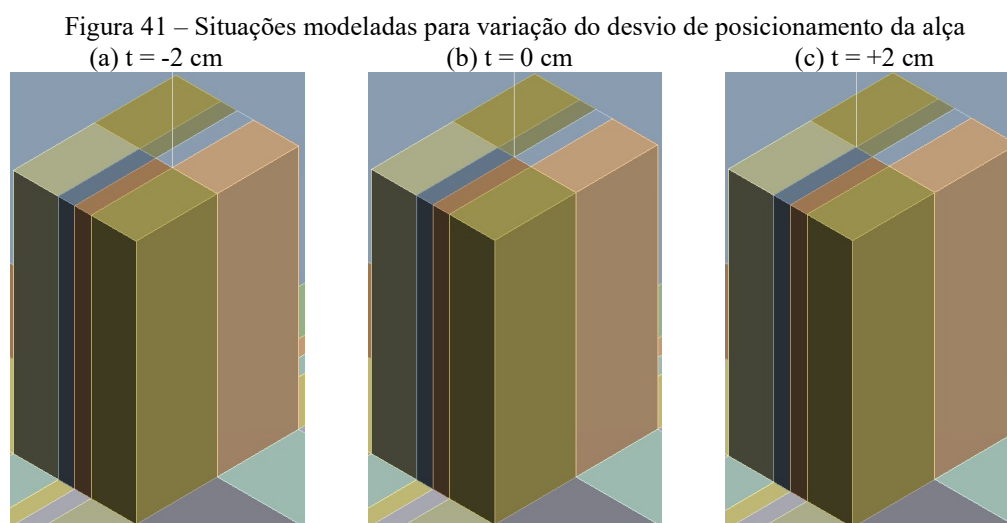 Figura 41 – Situações modeladas para variação do desvio de posicionamento da alça
(a) t = -2 cm (b) t = 0 cm (c) t = +2 cm